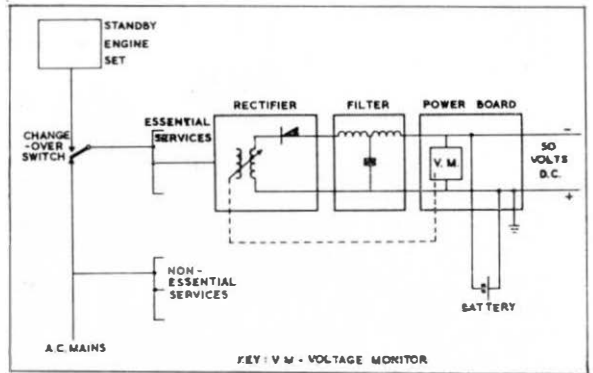 STANDBY
ENGINE
SET
CHANGE
-OVER
SWITCH
ESSENTIAL
SERVICES
RECTIFIER
FILTER
POWER BOARD
V. M.
−
50
VOLTS
D.C.
+
BATTERY
NON-
ESSENTIAL
SERVICES
A.C. MAINS
KEY: V M - VOLTAGE MONITOR